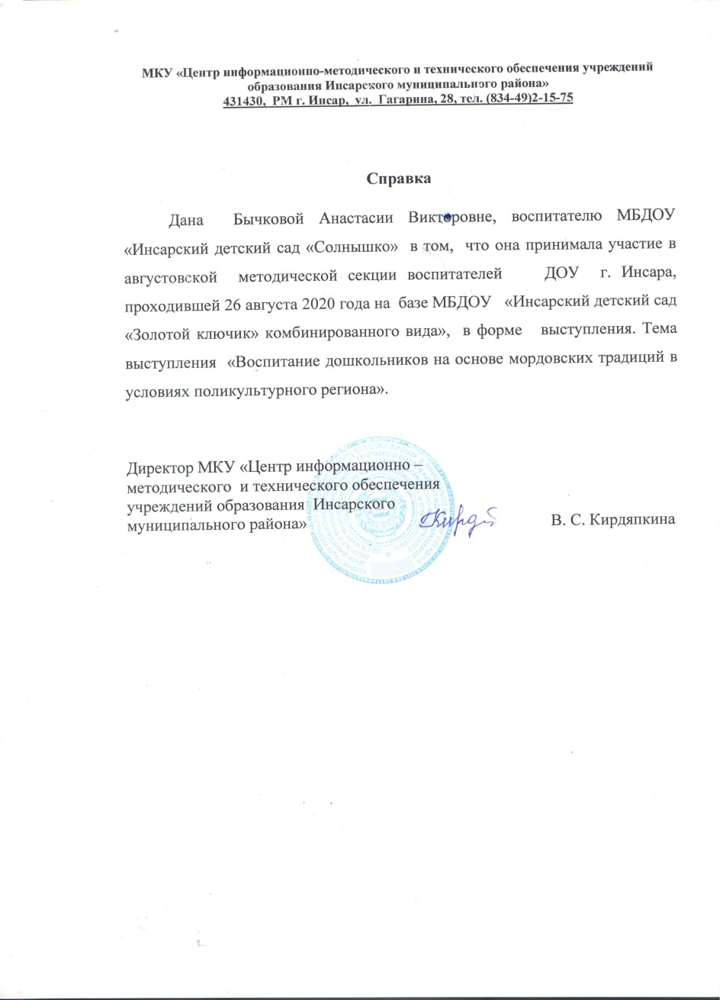 МКУ «Центр информационно-методического и технического обеспечения учреждений
образования Инсарского муниципального района»
431430, РМ г. Инсар, ул. Гагарина, 28, тел. (834-49)2-15-75
Справка
Дана Бычковой Анастасии Викторовне, воспитателю МБДОУ
«Инсарский детский сад «Солнышко» в том, что она принимала участие в
августовской методической секции воспитателей ДОУ г. Инсара,
проходившей 26 августа 2020 года на базе МБДОУ «Инсарский детский сад
«Золотой ключик» комбинированного вида», в форме выступления. Тема
выступления «Воспитание дошкольников на основе мордовских традиций в
условиях поликультурного региона».
Директор МКУ «Центр информационно –
методического и технического обеспечения
учреждений образования Инсарского
муниципального района» В. С. Кирдяпкина